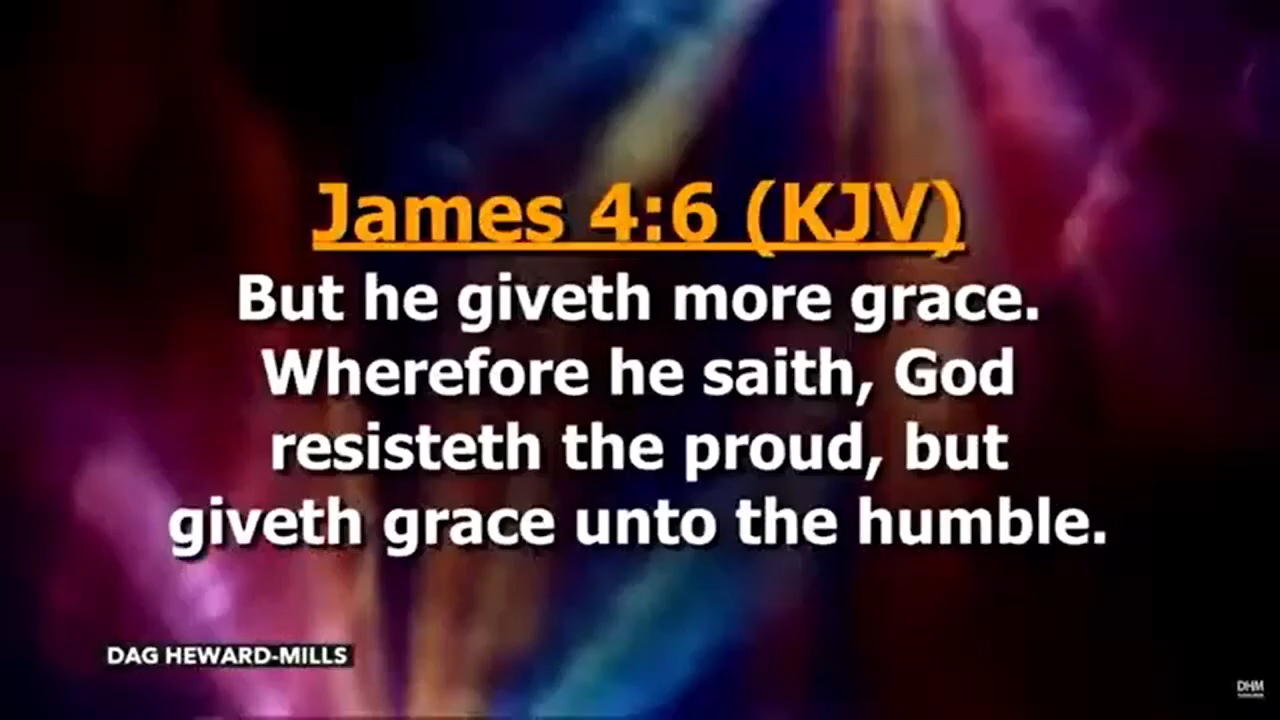 James 4:6 (KJV)
But he giveth more grace.
Wherefore he saith, God
resisteth the proud, but
giveth grace unto the humble.
DAG HEWARD-MILLS
DHM